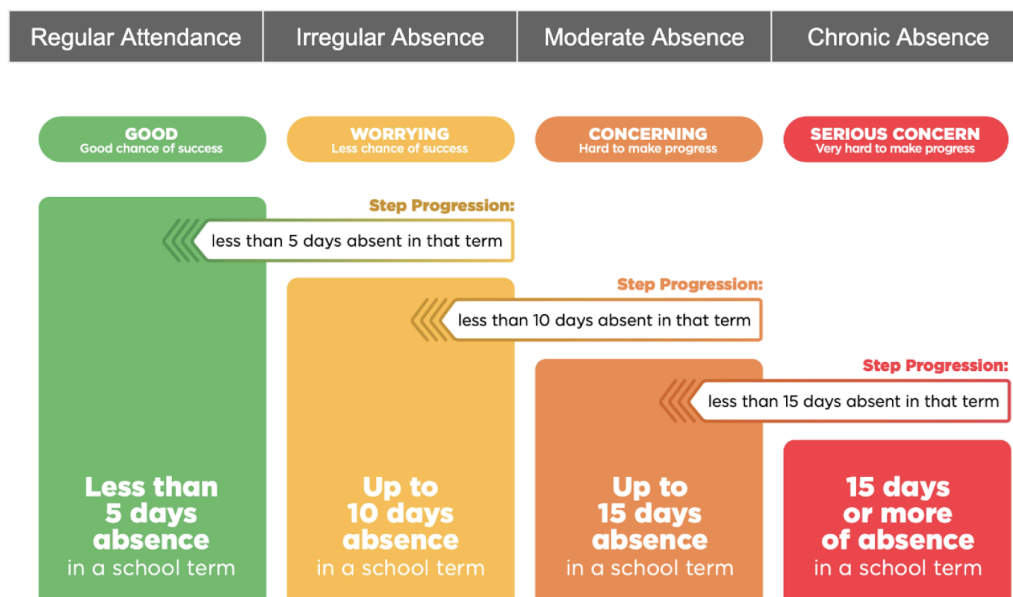 Regular Attendance
Irregular Absence
Moderate Absence
Chronic Absence
GOOD
Good chance of success
WORRYING
Less chance of success
CONCERNING
Hard to make progress
SERIOUS CONCERN
Very hard to make progress
Step Progression:
less than 5 days absent in that term
Step Progression:
less than 10 days absent in that term
Step Progression:
less than 15 days absent in that term
Less than
5 days
absence
in a school term
Up to
10 days
absence
in a school term
Up to
15 days
absence
in a school term
15 days
or more
of absence
in a school term